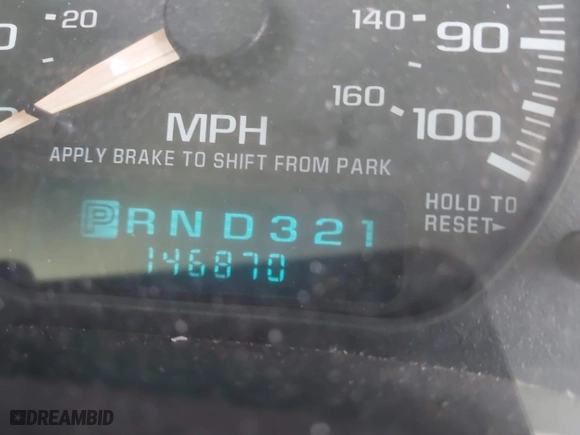 20
140
90
160
100
MPH
APPLY BRAKE TO SHIFT FROM PARK
HOLD TO
RESET
PRND321
146870
DREAMBID